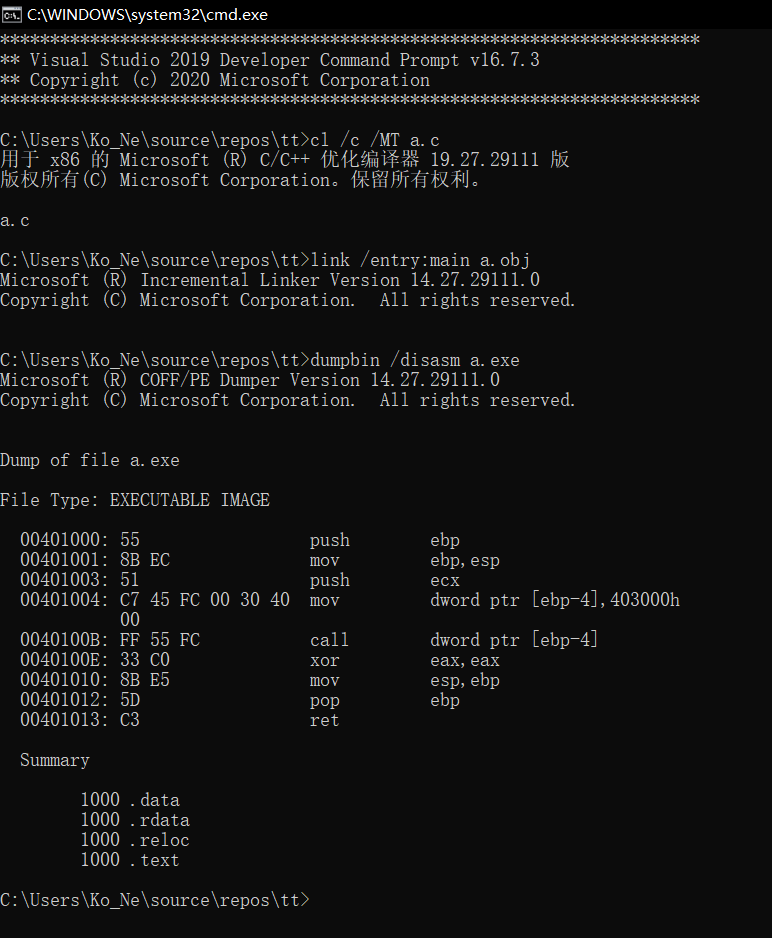 C:\WINDOWS\system32\cmd.exe
**********************************************************************
** Visual Studio 2019 Developer Command Prompt v16.7.3
** Copyright (c) 2020 Microsoft Corporation
**********************************************************************
C:\Users\Ko_Ne\source\repos\tt>cl /c /MT a.c
用于 x86 的 Microsoft (R) C/C++ 优化编译器 19.27.29111 版
版权所有(C) Microsoft Corporation。保留所有权利。
a.c
C:\Users\Ko_Ne\source\repos\tt>link /entry:main a.obj
Microsoft (R) Incremental Linker Version 14.27.29111.0
Copyright (C) Microsoft Corporation.  All rights reserved.
C:\Users\Ko_Ne\source\repos\tt>dumpbin /disasm a.exe
Microsoft (R) COFF/PE Dumper Version 14.27.29111.0
Copyright (C) Microsoft Corporation.  All rights reserved.
Dump of file a.exe
File Type: EXECUTABLE IMAGE
  00401000: 55                 push        ebp
  00401001: 8B EC              mov         ebp,esp
  00401003: 51                 push        ecx
  00401004: C7 45 FC 00 30 40  mov         dword ptr [ebp-4],403000h
            00
  0040100B: FF 55 FC           call        dword ptr [ebp-4]
  0040100E: 33 C0              xor         eax,eax
  00401010: 8B E5              mov         esp,ebp
  00401012: 5D                 pop         ebp
  00401013: C3                 ret
  Summary
        1000 .data
        1000 .rdata
        1000 .reloc
        1000 .text
C:\Users\Ko_Ne\source\repos\tt>